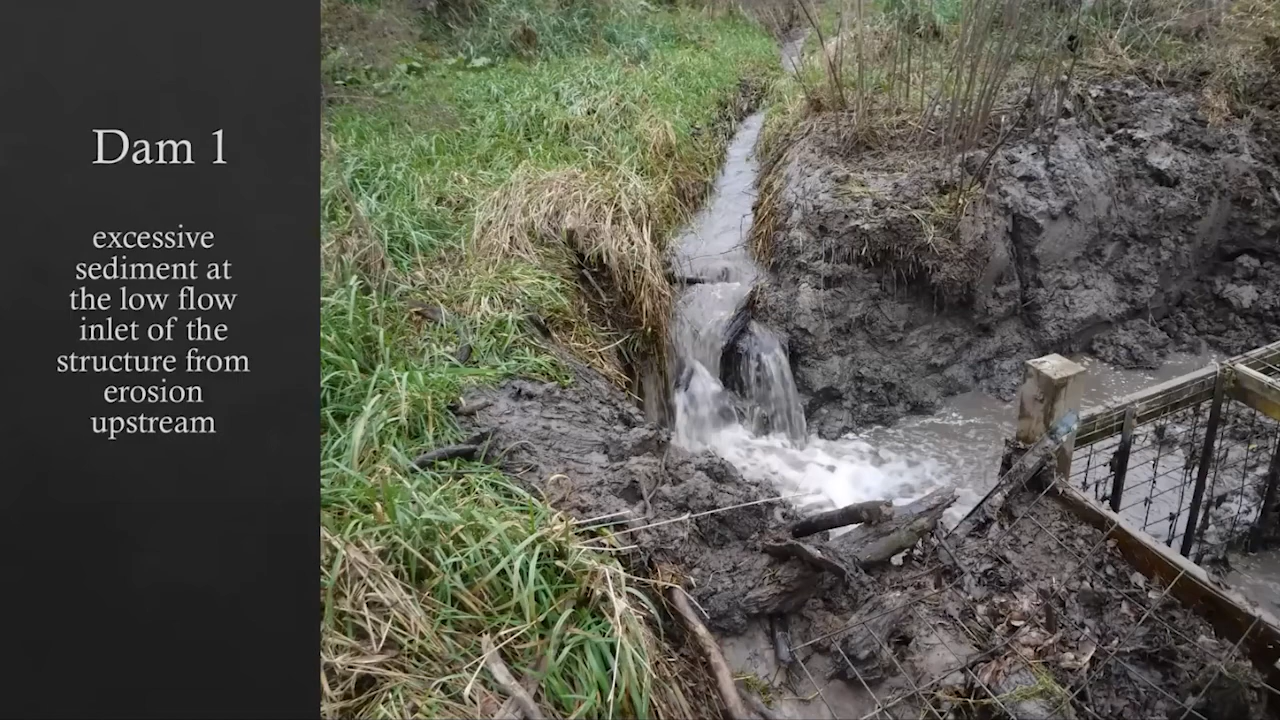 Dam 1
excessive
sediment at
the low flow
inlet of the
structure from
erosion
upstream